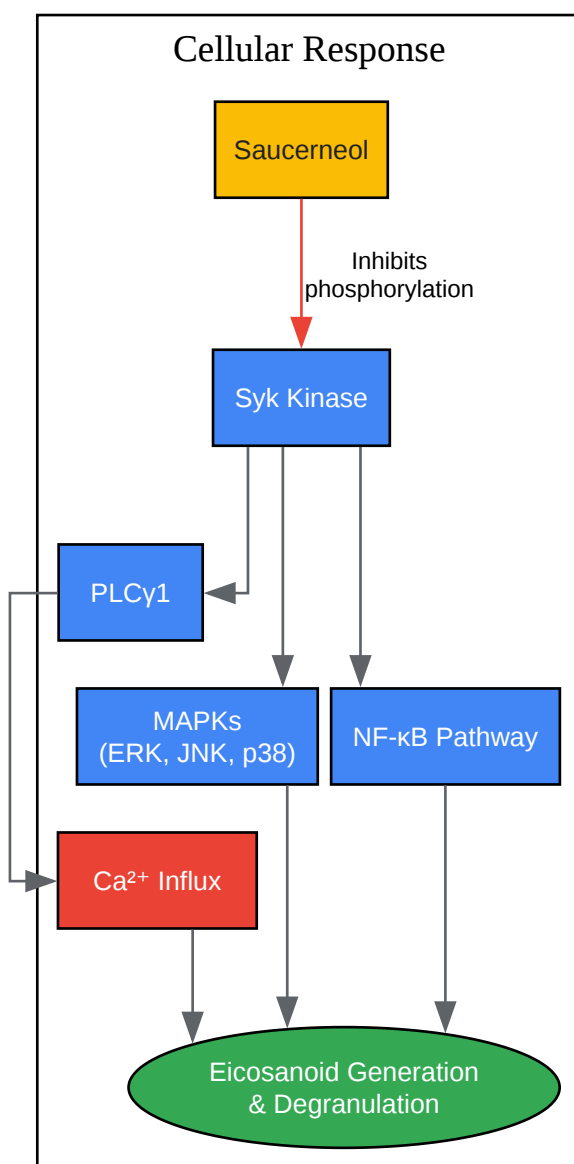 Cellular Response
Saucerneol
Inhibits
phosphorylation
Syk Kinase
PLCγ1
MAPKs
(ERK, JNK, p38)
NF-κB Pathway
Ca²⁺ Influx
Eicosanoid Generation
& Degranulation